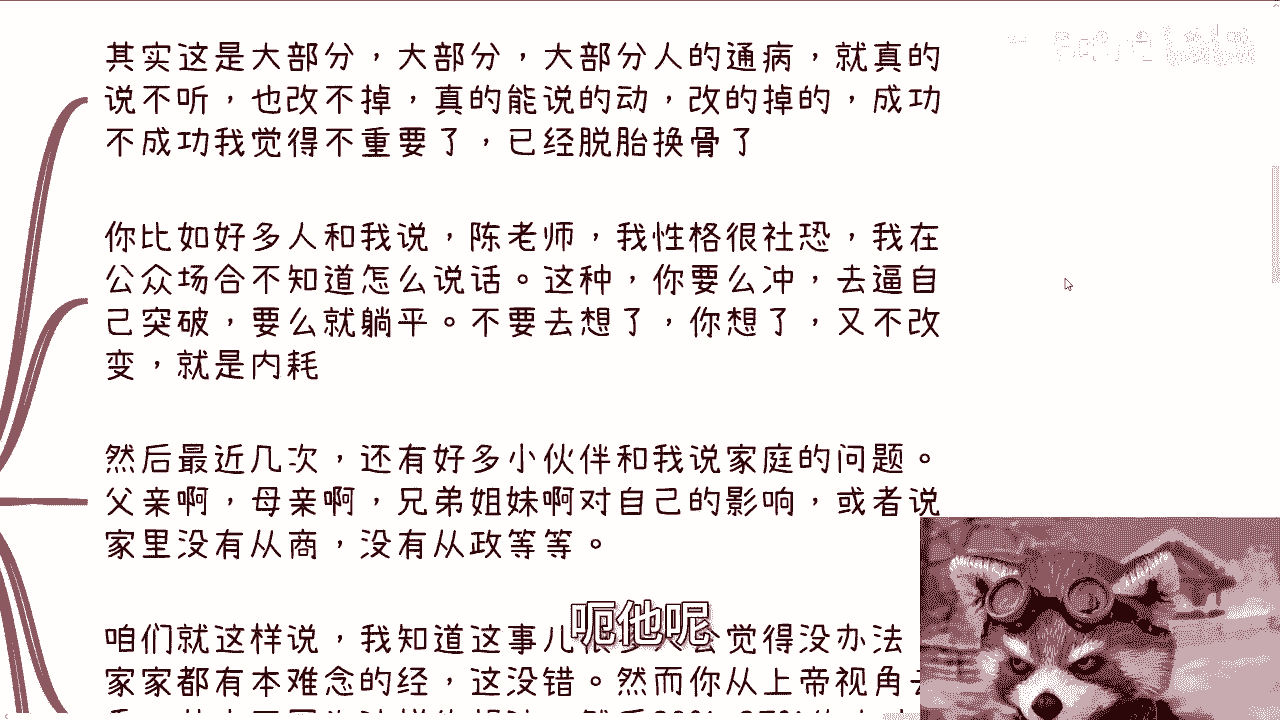 其实这是大部分，大部分，大部分人的通病，就真的
说不听，也改不掉，真的能说的动，改的掉的，成功
不成功我觉得不重要了，已经脱胎换骨了
你比如好多人和我说，陈老师，我性格很社恐，我在
公众场合不知道怎么说话。这种，你要么冲，去逼自
己突破，要么就躺平。不要去想了，你想了，又不改
变，就是内耗
然后最近几次，还有好多小伙伴和我说家庭的问题。
父亲啊，母亲啊，兄弟姐妹啊对自己的影响，或者说
家里没有从商，没有从政等等。
咱们就这样说，我知道这事儿 觉得没办法
家家都有本难念的经，这没错。然而你从上帝视角
呃他呢